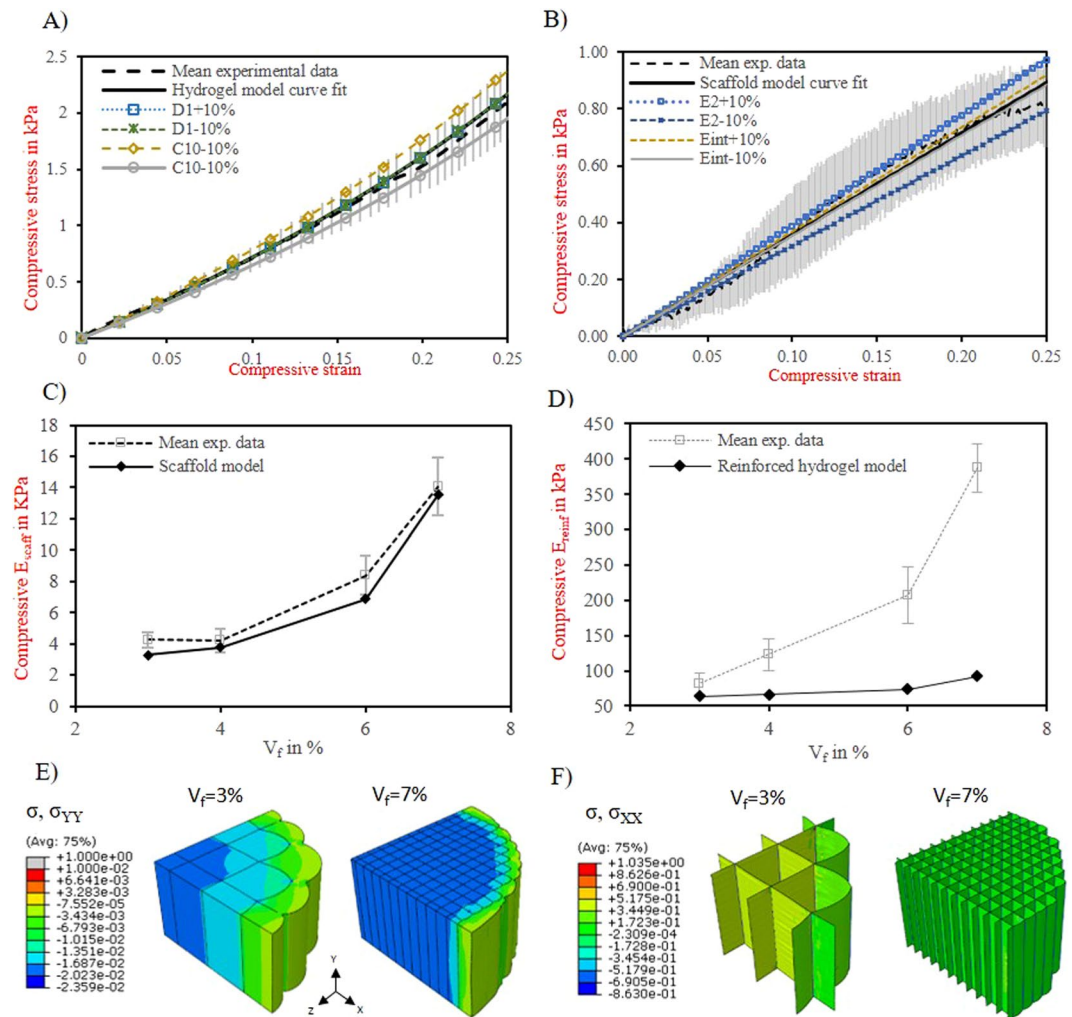 A)
2.5
2
1.5
1
0.5
0
Compressive stress in kPa
Mean experimental data
Hydrogel model curve fit
D1+10%
D1-10%
C10-10%
C10-10%
0 0.05 0.1 0.15 0.2 0.25
Compressive strain
B)
1.00
0.80
0.60
0.40
0.20
0.00
Compressive stress in kPa
Mean exp. data
Scaffold model curve fit
E2+10%
E2-10%
Eint+10%
Eint-10%
0.00 0.05 0.10 0.15 0.20 0.25
Compressive strain
C)
18
16
14
12
10
8
6
4
2
0
Compressive Escaff in KPa
Mean exp. data
Scaffold model
2 4 6 8
Vf in %
D)
450
400
350
300
250
200
150
100
50
Compressive Ereinf in kPa
Mean exp. data
Reinforced hydrogel model
2 4 6 8
Vf in %
E)
Vf=3% Vf=7%
σ, σYY
(Avg: 75%)
+1.000e+00
+1.000e-02
+6.641e-03
+3.283e-03
-7.552e-05
-3.434e-03
-6.793e-03
-1.015e-02
-1.351e-02
-1.687e-02
-2.023e-02
-2.359e-02
Y
Z X
F)
Vf=3% Vf=7%
σ, σXX
(Avg: 75%)
+1.035e+00
+8.626e-01
+6.900e-01
+5.175e-01
+3.449e-01
+1.723e-01
-2.309e-04
-1.728e-01
-3.454e-01
-5.179e-01
-6.905e-01
-8.630e-01